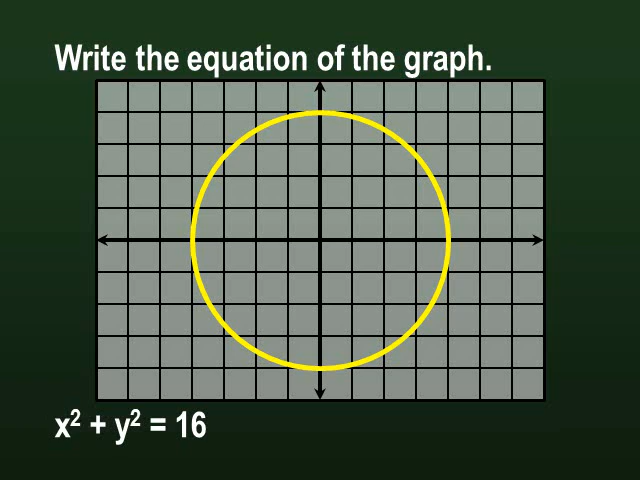 Write the equation of the graph.
x² + y² = 16